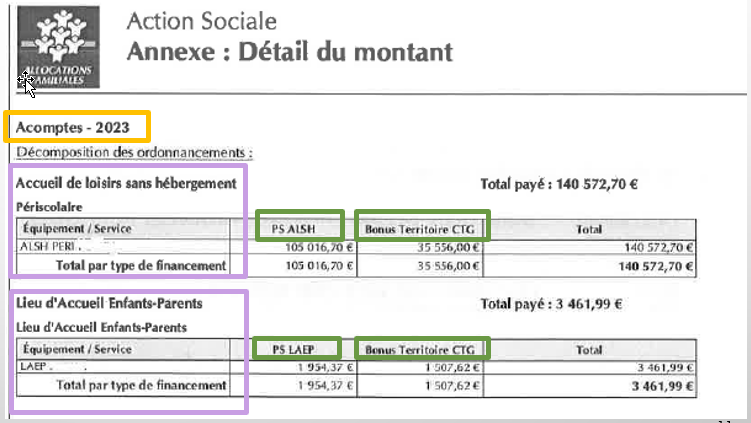 Action Sociale
Annexe : Détail du montant
ALLOCATIONS
FAMILIALES
Acomptes - 2023
Décomposition des ordonnancements :
Accueil de loisirs sans hébergement Total payé : 140 572,70 €
Périscolaire
Équipement / Service PS ALSH Bonus Territoire CTG Total
ALSH PERI 105 016,70 € 35 556,00 € 140 572,70 €
Total par type de financement 105 016,70 € 35 556,00 € 140 572,70 €
Lieu d'Accueil Enfants-Parents Total payé : 3 461,99 €
Lieu d'Accueil Enfants-Parents
Équipement / Service PS LAEP Bonus Territoire CTG Total
LAEP 1 954,37 € 1 507,62 € 3 461,99 €
Total par type de financement 1 954,37 € 1 507,62 € 3 461,99 €